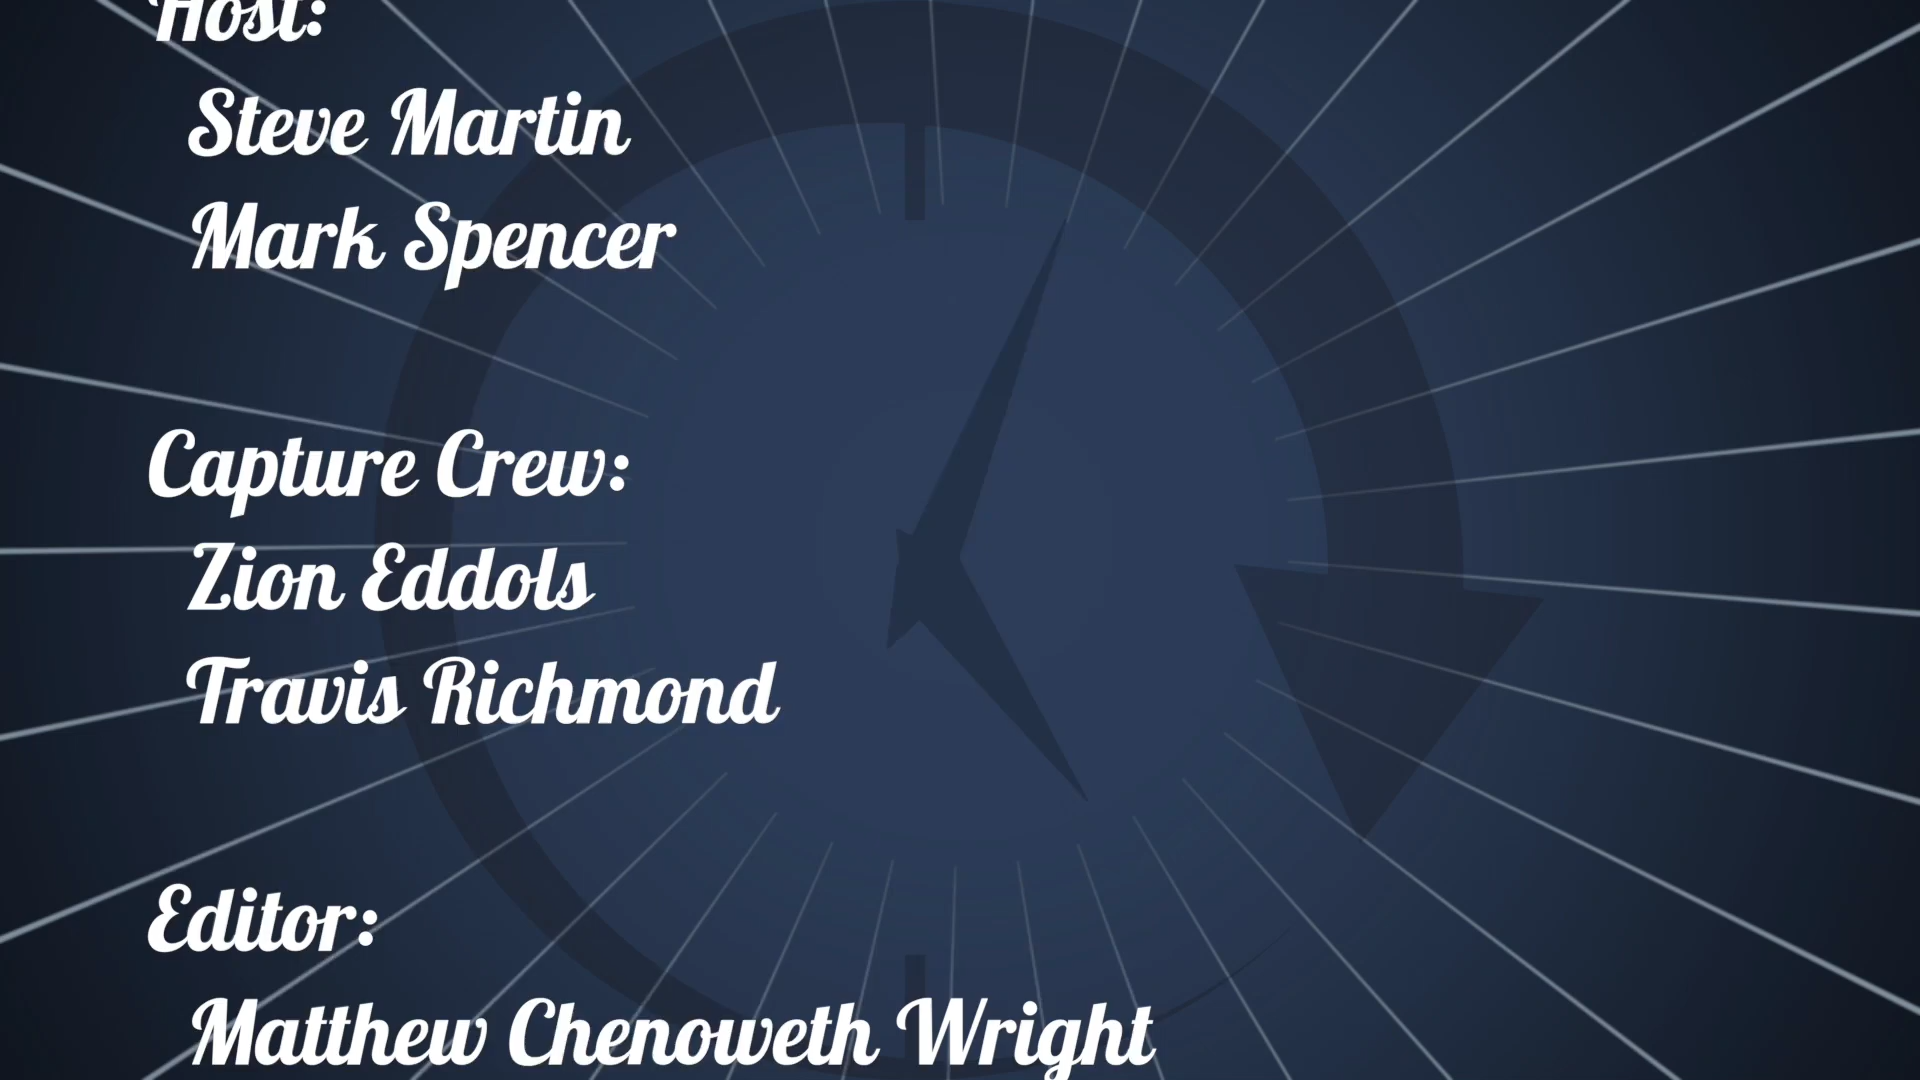 Host:
Steve Martin
Mark Spencer
Capture Crew:
Zion Eddols
Travis Richmond
Editor:
Matthew Chenoweth Wright